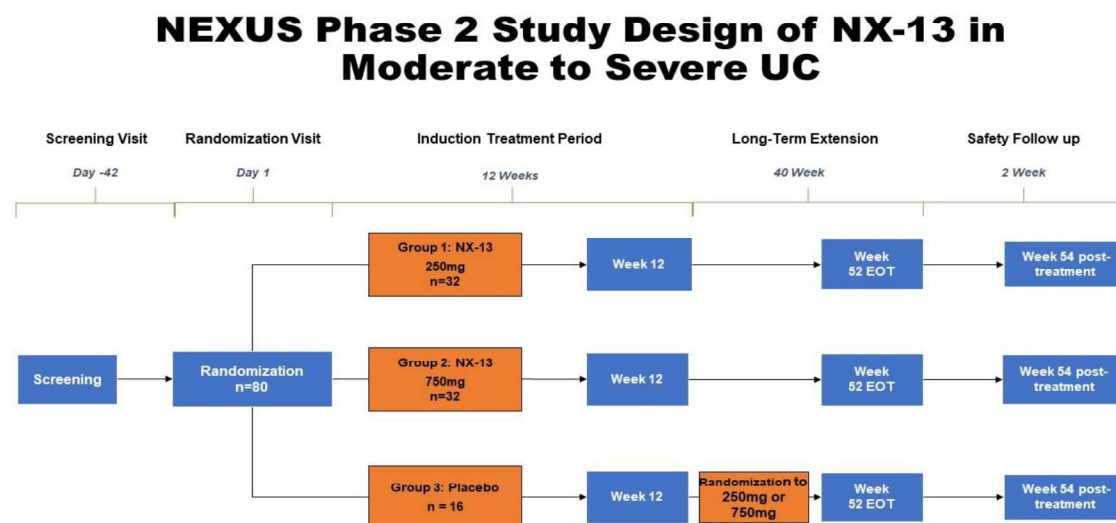 NEXUS Phase 2 Study Design of NX-13 in
Moderate to Severe UC
Screening Visit
Randomization Visit
Induction Treatment Period
Long-Term Extension
Safety Follow up
Day -42
Day 1
12 Weeks
40 Week
2 Week
Group 1: NX-13
250mg
n=32
Week 12
Week
52 EOT
Week 54 post-
treatment
Screening
Randomization
n=80
Group 2: NX-13
750mg
n=32
Week 12
Week
52 EOT
Week 54 post-
treatment
Group 3: Placebo
n = 16
Week 12
Randomization to
250mg or
750mg
Week
52 EOT
Week 54 post-
treatment